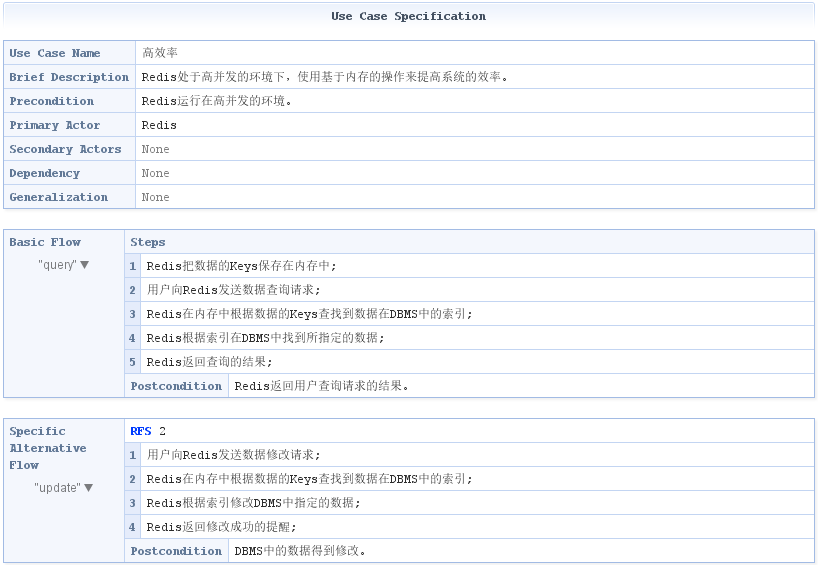 Use Case Specification
Use Case Name 高效率
Brief Description Redis处于高并发的环境下，使用基于内存的操作来提高系统的效率。
Precondition Redis运行在高并发的环境。
Primary Actor Redis
Secondary Actors None
Dependency None
Generalization None
Basic Flow Steps
"query" ▼
1 Redis把数据的Keys保存在内存中;
2 用户向Redis发送数据查询请求;
3 Redis在内存中根据数据的Keys查找到数据在DBMS中的索引;
4 Redis根据索引在DBMS中找到所指定的数据;
5 Redis返回查询的结果;
Postcondition Redis返回用户查询请求的结果。
Specific
Alternative
Flow
"update" ▼
RFS 2
1 用户向Redis发送数据修改请求;
2 Redis在内存中根据数据的Keys查找到数据在DBMS中的索引;
3 Redis根据索引修改DBMS中指定的数据;
4 Redis返回修改成功的提醒;
Postcondition DBMS中的数据得到修改。